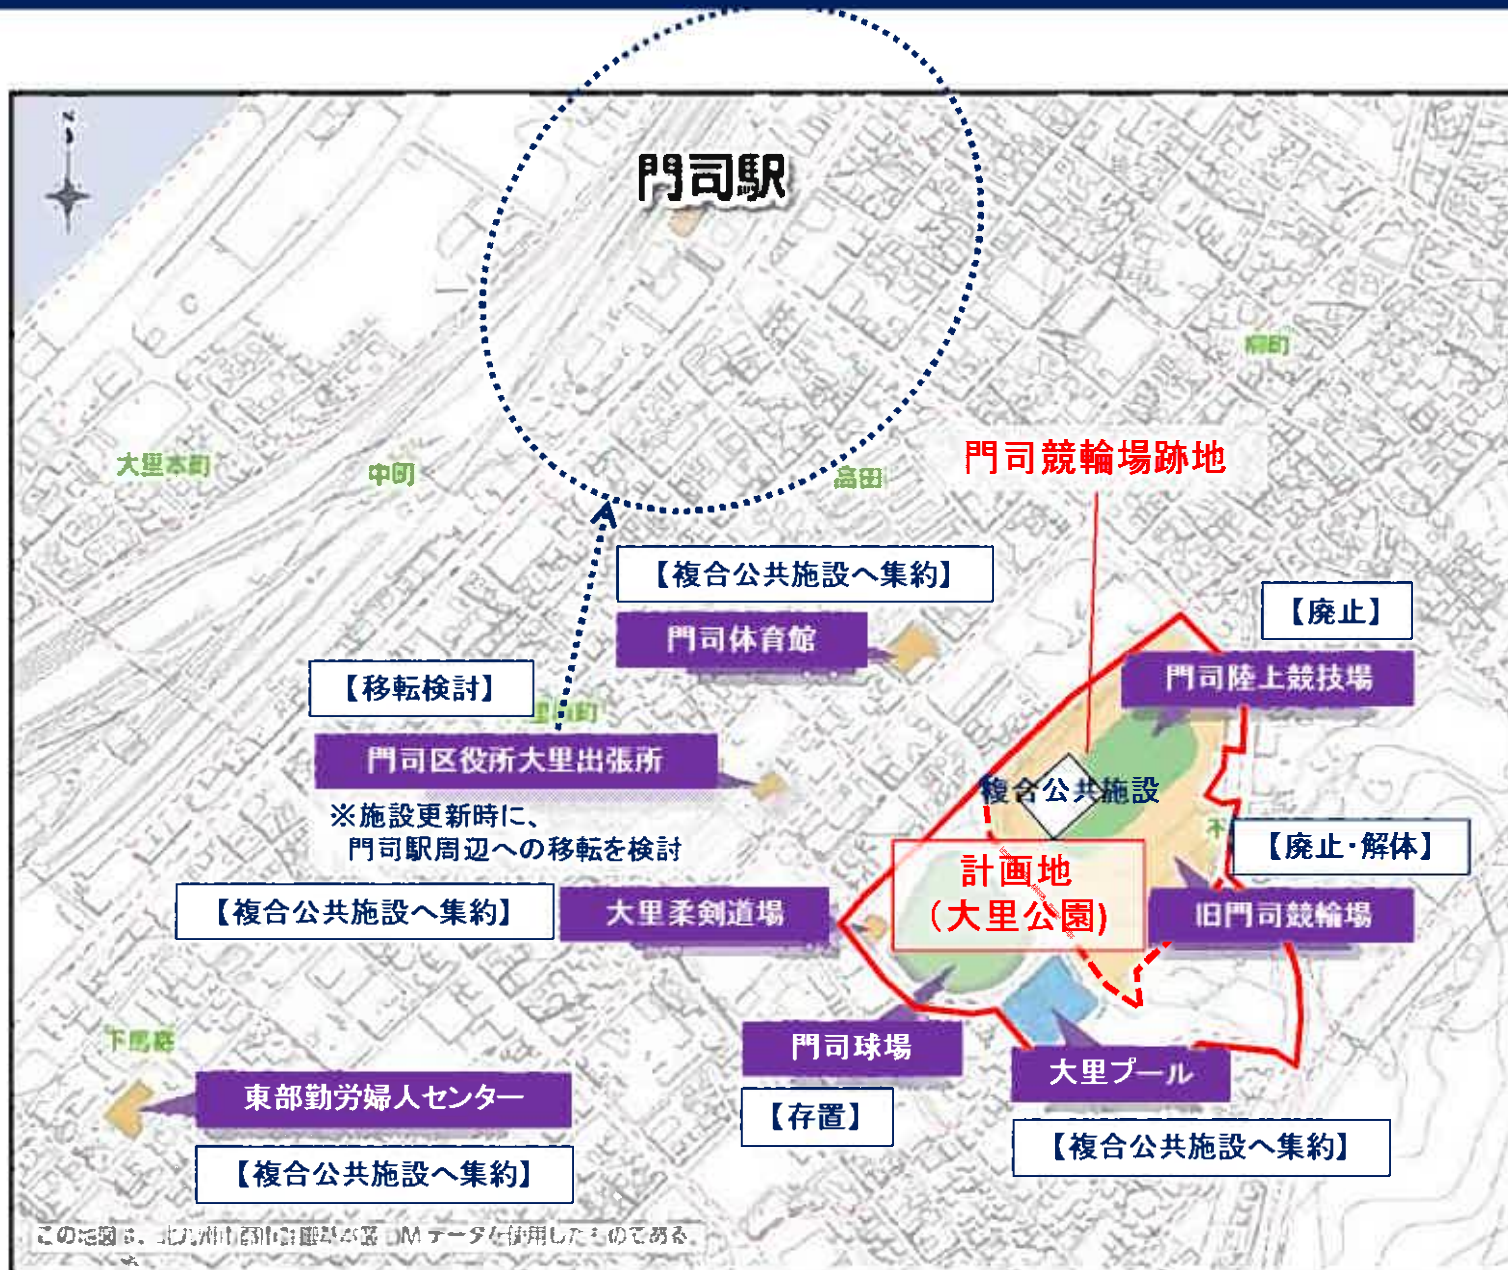 門司駅
柳町
大里本町
中町
高田
門司競輪場跡地
【複合公共施設へ集約】
門司体育館
【廃止】
門司陸上競技場
【移転検討】
門司区役所大里出張所
※施設更新時に、
門司駅周辺への移転を検討
複合公共施設
【廃止・解体】
計画地
(大里公園)
旧門司競輪場
【複合公共施設へ集約】
大里柔剣道場
門司球場
【存置】
大里プール
【複合公共施設へ集約】
東部勤労婦人センター
【複合公共施設へ集約】